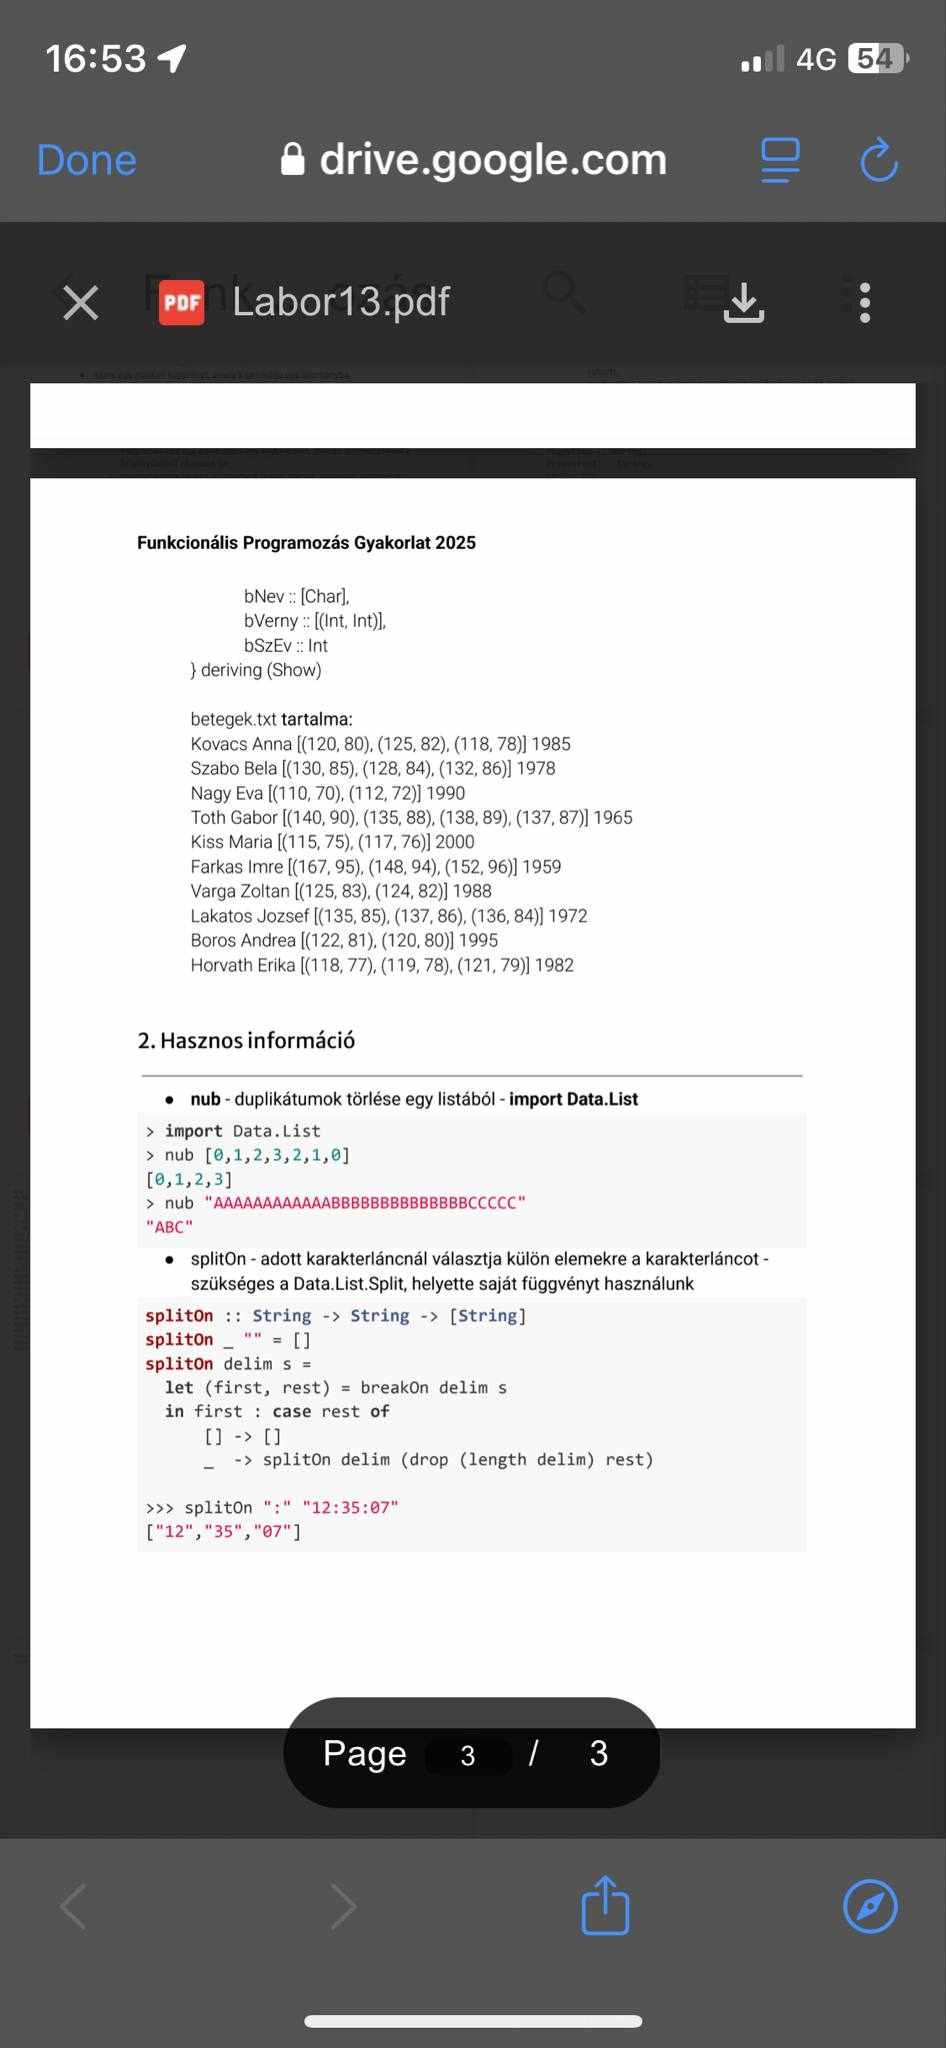 16:53
4G
54
Done
drive.google.com
PDF
Labor13.pdf
Funkcionális Programozás Gyakorlat 2025
bNev :: [Char],
bVerny :: [(Int, Int)],
bSzEv :: Int
} deriving (Show)
betegek.txt tartalma:
Kovacs Anna [(120, 80), (125, 82), (118, 78)] 1985
Szabo Bela [(130, 85), (128, 84), (132, 86)] 1978
Nagy Eva [(110, 70), (112, 72)] 1990
Toth Gabor [(140, 90), (135, 88), (138, 89), (137, 87)] 1965
Kiss Maria [(115, 75), (117, 76)] 2000
Farkas Imre [(167, 95), (148, 94), (152, 96)] 1959
Varga Zoltan [(125, 83), (124, 82)] 1988
Lakatos Jozsef [(135, 85), (137, 86), (136, 84)] 1972
Boros Andrea [(122, 81), (120, 80)] 1995
Horvath Erika [(118, 77), (119, 78), (121, 79)] 1982
2. Hasznos információ
● nub - duplikátumok törlése egy listából - import Data.List
> import Data.List
> nub [0,1,2,3,2,1,0]
[0,1,2,3]
> nub "AAAAAAAAAAAABBBBBBBBBBBBBBCCCCC"
"ABC"
● splitOn - adott karakterláncnál választja külön elemekre a karakterláncot -
szükséges a Data.List.Split, helyette saját függvényt használunk
splitOn :: String -> String -> [String]
splitOn _ "" = []
splitOn delim s =
  let (first, rest) = breakOn delim s
  in first : case rest of
      [] -> []
      _  -> splitOn delim (drop (length delim) rest)
>>> splitOn ":" "12:35:07"
["12","35","07"]
Page 3 / 3